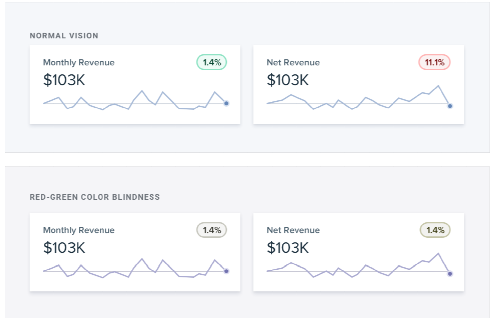 NORMAL VISION
Monthly Revenue 1.4%
$103K
Net Revenue 11.1%
$103K
RED-GREEN COLOR BLINDNESS
Monthly Revenue 1.4%
$103K
Net Revenue 1.4%
$103K